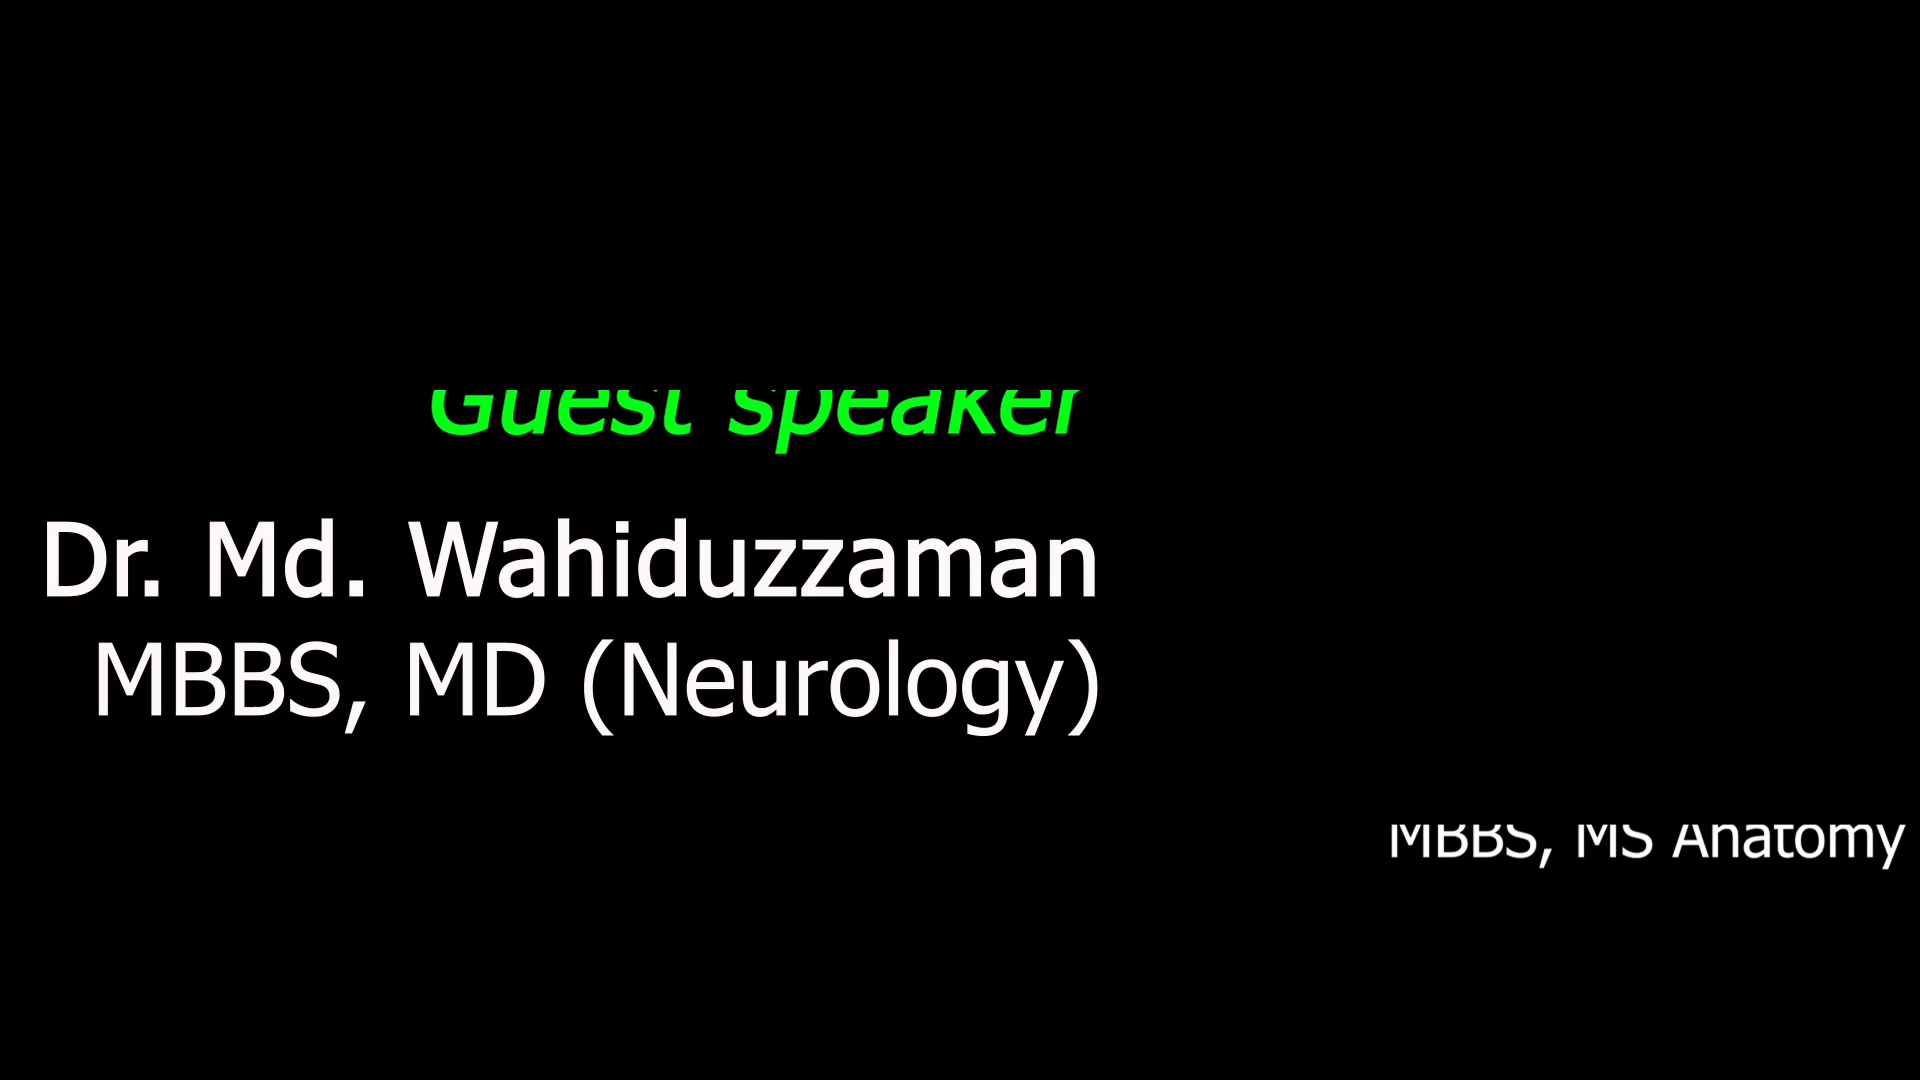 Guest speaker
Dr. Md. Wahiduzzaman
MBBS, MD (Neurology)
MBBS, MS Anatomy